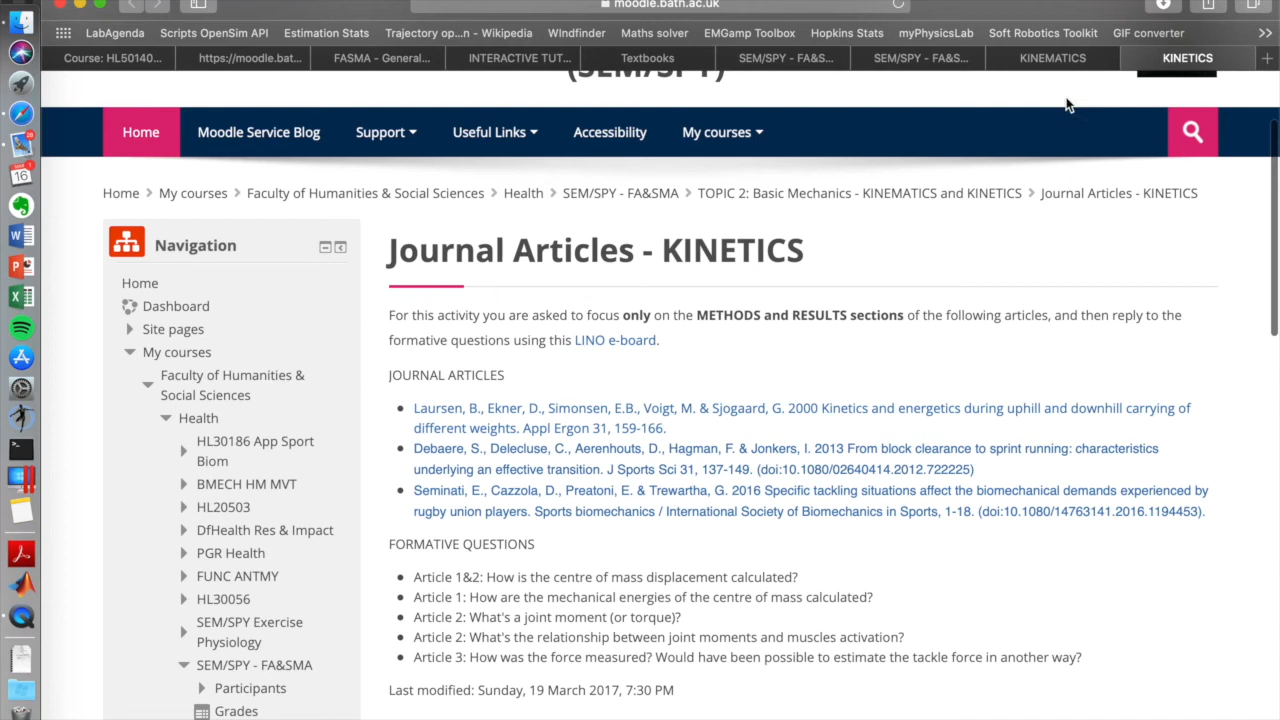 moodle.bath.ac.uk
LabAgenda Scripts OpenSim API Estimation Stats Trajectory op...n - Wikipedia WIndfinder Maths solver EMGamp Toolbox Hopkins Stats myPhysicsLab Soft Robotics Toolkit GIF converter
Course: HL50140... https://moodle.bat... FASMA - General... INTERACTIVE TUT... Textbooks SEM/SPY - FA&S... SEM/SPY - FA&S... KINEMATICS KINETICS
(SEM/SPY)
Home Moodle Service Blog Support Useful Links Accessibility My courses
Home My courses Faculty of Humanities & Social Sciences Health SEM/SPY - FA&SMA TOPIC 2: Basic Mechanics - KINEMATICS and KINETICS Journal Articles - KINETICS
Navigation
Home
Dashboard
Site pages
My courses
Faculty of Humanities &
Social Sciences
Health
HL30186 App Sport
Biom
BMECH HM MVT
HL20503
DfHealth Res & Impact
PGR Health
FUNC ANTMY
HL30056
SEM/SPY Exercise
Physiology
SEM/SPY - FA&SMA
Participants
Grades
Journal Articles - KINETICS
For this activity you are asked to focus only on the METHODS and RESULTS sections of the following articles, and then reply to the
formative questions using this LINO e-board.
JOURNAL ARTICLES
Laursen, B., Ekner, D., Simonsen, E.B., Voigt, M. & Sjogaard, G. 2000 Kinetics and energetics during uphill and downhill carrying of
different weights. Appl Ergon 31, 159-166.
Debaere, S., Delecluse, C., Aerenhouts, D., Hagman, F. & Jonkers, I. 2013 From block clearance to sprint running: characteristics
underlying an effective transition. J Sports Sci 31, 137-149. (doi:10.1080/02640414.2012.722225)
Seminati, E., Cazzola, D., Preatoni, E. & Trewartha, G. 2016 Specific tackling situations affect the biomechanical demands experienced by
rugby union players. Sports biomechanics / International Society of Biomechanics in Sports, 1-18. (doi:10.1080/14763141.2016.1194453).
FORMATIVE QUESTIONS
Article 1&2: How is the centre of mass displacement calculated?
Article 1: How are the mechanical energies of the centre of mass calculated?
Article 2: What's a joint moment (or torque)?
Article 2: What's the relationship between joint moments and muscles activation?
Article 3: How was the force measured? Would have been possible to estimate the tackle force in another way?
Last modified: Sunday, 19 March 2017, 7:30 PM
16